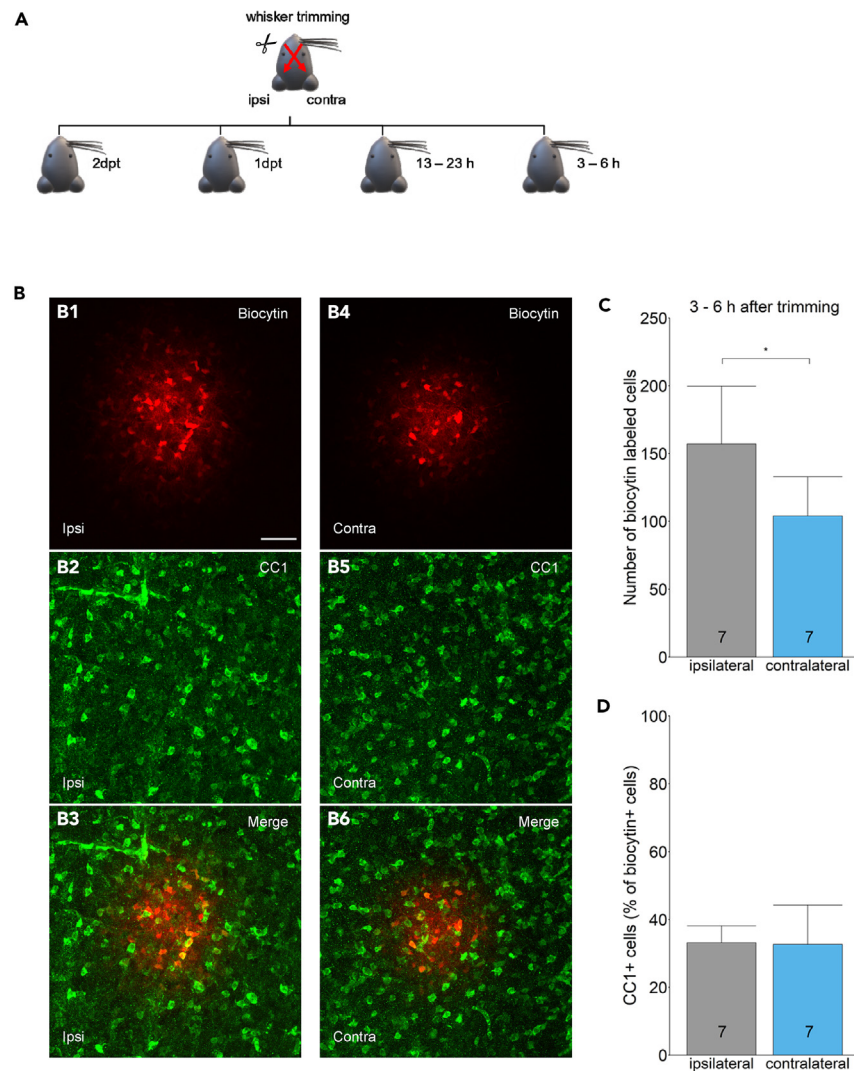 A
whisker trimming
ipsi contra
2dpt 1dpt 13 – 23 h 3 – 6 h
B
B1 Biocytin
Ipsi
B4 Biocytin
Contra
B2 CC1
Ipsi
B5 CC1
Contra
B3 Merge
Ipsi
B6 Merge
Contra
C
3 - 6 h after trimming
Number of biocytin labeled cells
250
200
150
100
50
0
*
7 7
ipsilateral contralateral
D
CC1+ cells (% of biocytin+ cells)
100
80
60
40
20
0
7 7
ipsilateral contralateral